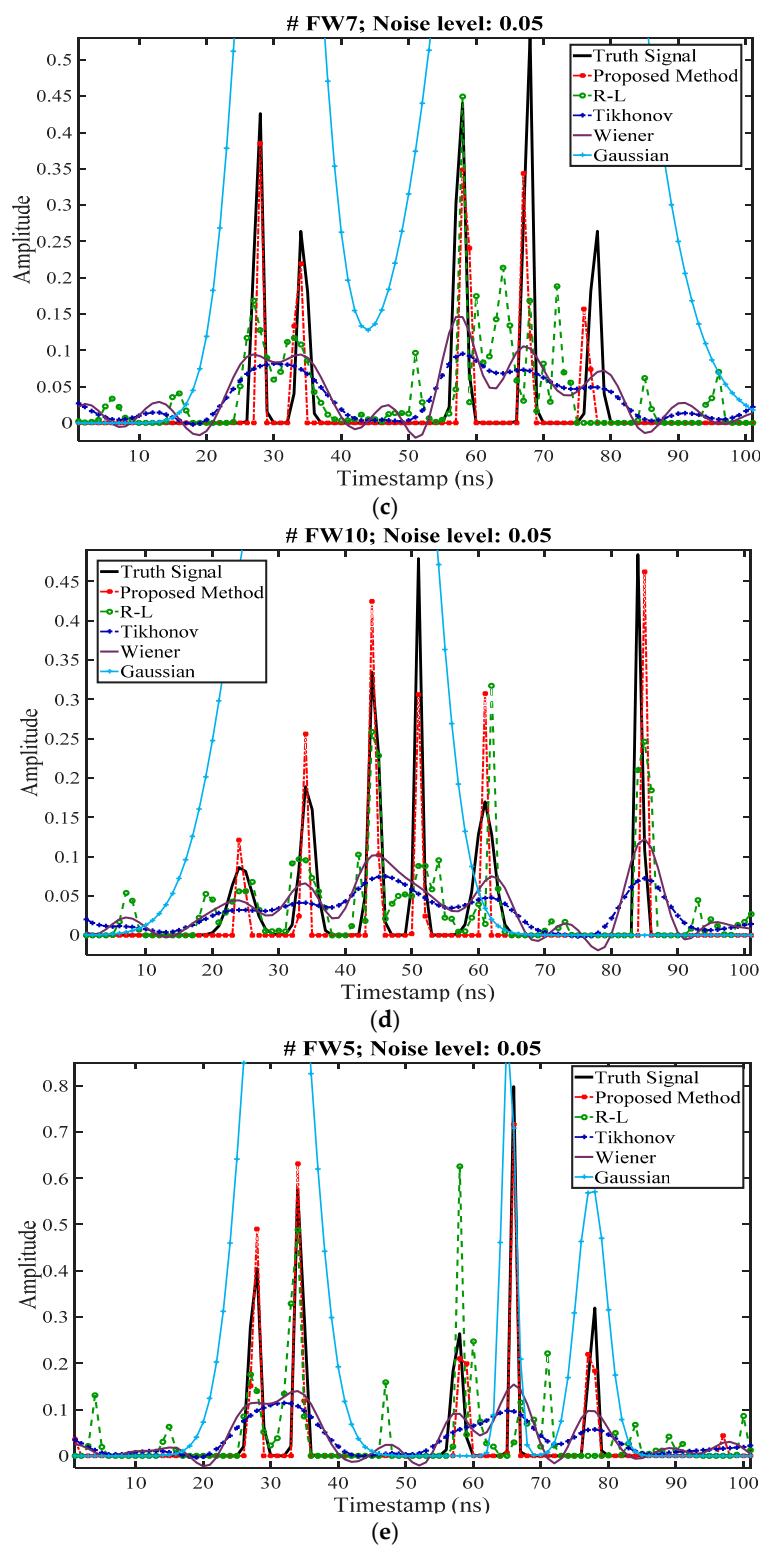 # FW7; Noise level: 0.05
0.5
0.45
0.4
0.35
0.3
0.25
0.2
0.15
0.1
0.05
0
Amplitude
Truth Signal
Proposed Method
R-L
Tikhonov
Wiener
Gaussian
10 20 30 40 50 60 70 80 90 100
Timestamp (ns)
(c)
# FW10; Noise level: 0.05
0.45
0.4
0.35
0.3
0.25
0.2
0.15
0.1
0.05
0
Amplitude
Truth Signal
Proposed Method
R-L
Tikhonov
Wiener
Gaussian
10 20 30 40 50 60 70 80 90 100
Timestamp (ns)
(d)
# FW5; Noise level: 0.05
0.8
0.7
0.6
0.5
0.4
0.3
0.2
0.1
0
Amplitude
Truth Signal
Proposed Method
R-L
Tikhonov
Wiener
Gaussian
10 20 30 40 50 60 70 80 90 100
Timestamp (ns)
(e)